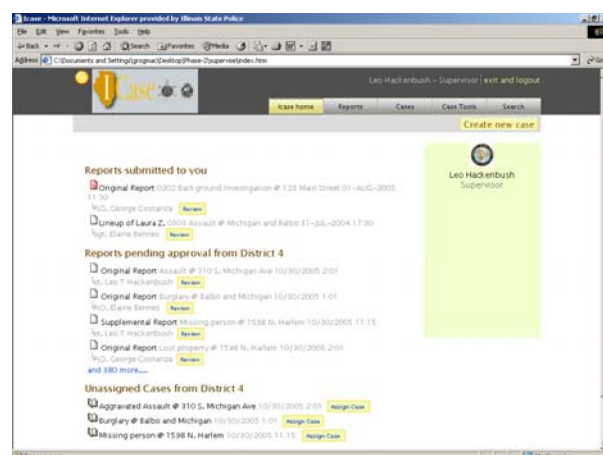 Icase - Microsoft Internet Explorer provided by Illinois State Police
File Edit View Favorites Tools Help
Back Search Favorites Media
Address C:\Documents and Settings\grognac\Desktop\Phase-2\supervise\index.htm Go
ICase
Leo Hackenbush - Supervisor | exit and logout
Icase home Reports Cases Case Tools Search
Create new case
Leo Hackenbush
Supervisor
Reports submitted to you
Original Report 0202 Background Investigation @ 123 Main Street 01-AUG-2005
11:30
George Costanza Review
Lineup of Laura Z. Assault @ Michigan and Balbo 31-JUL-2004 17:30
Sgt. Elaine Bennes Review
Reports pending approval from District 4
Original Report Assault @ 310 S. Michigan Ave 10/30/2005 2:01
Leo T Hackenbush Review
Original Report Burglary @ Balbo and Michigan 10/30/2005 1:01
Elaine Bennes Review
Supplemental Report Missing person @ 1598 N. Harlem 10/30/2005 11:15
Leo T Hackenbush Review
Original Report Lost property @ 1598 N. Harlem 10/30/2005 2:01
George Costanza Review
and 380 more....
Unassigned Cases from District 4
Aggravated Assault @ 310 S. Michigan Ave 10/30/2005 2:01 Assign Case
Burglary @ Balbo and Michigan 10/30/2005 1:01 Assign Case
Missing person @ 1598 N. Harlem 10/30/2005 11:15 Assign Case